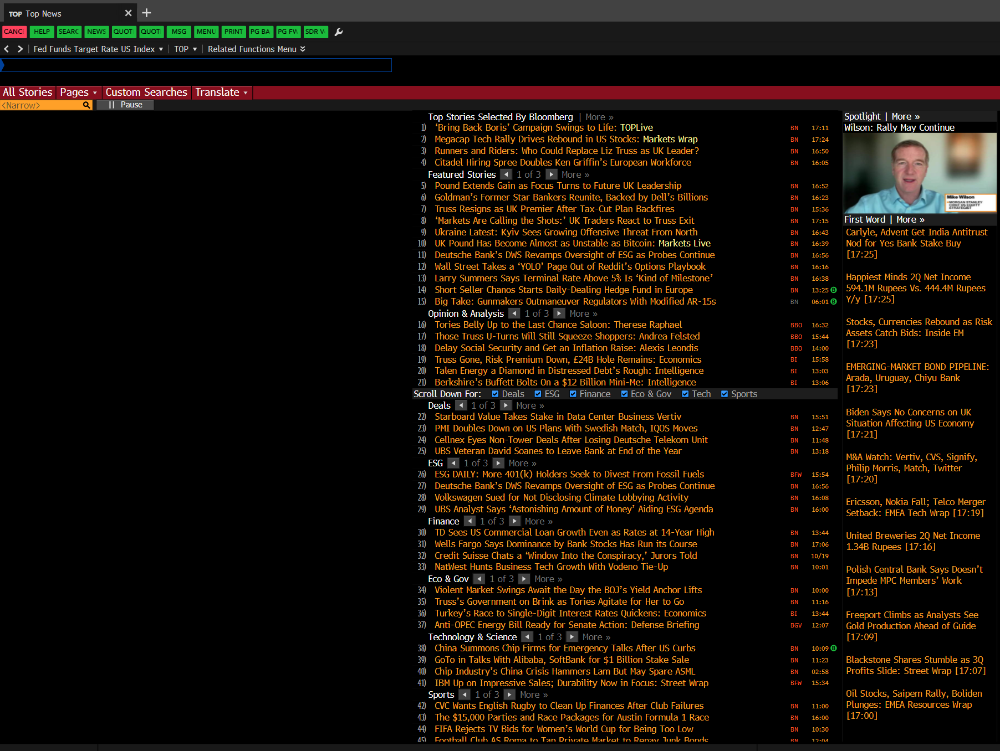 TOP Top News
CANC HELP SEARC NEWS QUOT QUOT MSG MENU PRINT PG BA PG FW SDR V
Fed Funds Target Rate US Index TOP Related Functions Menu
All Stories Pages Custom Searches Translate
<Narrow> Pause
Top Stories Selected By Bloomberg | More »
1) ‘Bring Back Boris’ Campaign Swings to Life: TOPLive BN 17:11
2) Megacap Tech Rally Drives Rebound in US Stocks: Markets Wrap BN 17:24
3) Runners and Riders: Who Could Replace Liz Truss as UK Leader? BN 16:50
4) Citadel Hiring Spree Doubles Ken Griffin’s European Workforce BN 16:05
Featured Stories 1 of 3 More »
5) Pound Extends Gain as Focus Turns to Future UK Leadership BN 16:52
6) Goldman’s Former Star Bankers Reunite, Backed by Dell’s Billions BN 16:23
7) Truss Resigns as UK Premier After Tax-Cut Plan Backfires BN 15:36
8) ‘Markets Are Calling the Shots:’ UK Traders React to Truss Exit BN 17:15
9) Ukraine Latest: Kyiv Sees Growing Offensive Threat From North BN 16:43
10) UK Pound Has Become Almost as Unstable as Bitcoin: Markets Live BN 16:39
11) Deutsche Bank’s DWS Revamps Oversight of ESG as Probes Continue BN 16:56
12) Wall Street Takes a ‘YOLO’ Page Out of Reddit’s Options Playbook BN 16:16
13) Larry Summers Says Terminal Rate Above 5% Is ‘Kind of Milestone’ BN 16:38
14) Short Seller Chanos Starts Daily-Dealing Hedge Fund in Europe BN 13:25 B
15) Big Take: Gunmakers Outmaneuver Regulators With Modified AR-15s BN 06:01 B
Opinion & Analysis 1 of 3 More »
16) Tories Belly Up to the Last Chance Saloon: Therese Raphael BBO 16:32
17) Those Truss U-Turns Will Still Squeeze Shoppers: Andrea Felsted BBO 15:44
18) Delay Social Security and Get an Inflation Raise: Alexis Leondis BBO 14:00
19) Truss Gone, Risk Premium Down, £24B Hole Remains: Economics BI 15:58
20) Talen Energy a Diamond in Distressed Debt’s Rough: Intelligence BI 13:03
21) Berkshire’s Buffett Bolts On a $12 Billion Mini-Me: Intelligence BI 13:06
Scroll Down For: Deals ESG Finance Eco & Gov Tech Sports
Deals 1 of 3 More »
22) Starboard Value Takes Stake in Data Center Business Vertiv BN 15:51
23) PMI Doubles Down on US Plans With Swedish Match, IQOS Moves BN 12:47
24) Cellnex Eyes Non-Tower Deals After Losing Deutsche Telekom Unit BN 11:48
25) UBS Veteran David Soanes to Leave Bank at End of the Year BN 13:18
ESG 1 of 3 More »
26) ESG DAILY: More 401(k) Holders Seek to Divest From Fossil Fuels BFW 15:54
27) Deutsche Bank’s DWS Revamps Oversight of ESG as Probes Continue BN 16:56
28) Volkswagen Sued for Not Disclosing Climate Lobbying Activity BN 16:08
29) UBS Analyst Says ‘Astonishing Amount of Money’ Aiding ESG Agenda BN 16:00
Finance 1 of 3 More »
30) TD Sees US Commercial Loan Growth Even as Rates at 14-Year High BN 13:44
31) Wells Fargo Says Dominance by Bank Stocks Has Run its Course BN 17:06
32) Credit Suisse Chats a ‘Window Into the Conspiracy,’ Jurors Told BN 10/19
33) NatWest Hunts Business Tech Growth With Vodeno Tie-Up BN 10:01
Eco & Gov 1 of 3 More »
34) Violent Market Swings Await the Day the BOJ’s Yield Anchor Lifts BN 10:00
35) Truss’s Government on Brink as Tories Agitate for Her to Go BN 11:16
36) Turkey’s Race to Single-Digit Interest Rates Quickens: Economics BI 13:44
37) Anti-OPEC Energy Bill Ready for Senate Action: Defense Briefing BGV 12:07
Technology & Science 1 of 3 More »
38) China Summons Chip Firms for Emergency Talks After US Curbs BN 10:09 B
39) GoTo in Talks With Alibaba, SoftBank for $1 Billion Stake Sale BN 11:23
40) Chip Industry’s China Crisis Hammers Lam But May Spare ASML BN 02:58
41) IBM Up on Impressive Sales; Durability Now in Focus: Street Wrap BFW 15:34
Sports 1 of 3 More »
42) CVC Wants English Rugby to Clean Up Finances After Club Failures BN 11:00
43) The $15,000 Parties and Race Packages for Austin Formula 1 Race BN 16:00
44) FIFA Rejects TV Bids for Women’s World Cup for Being Too Low BN 10:30
45) Football Club AS Roma to Tap Private Market to Repay Junk Bonds BN 12:04
Spotlight | More »
Wilson: Rally May Continue
Mike Wilson
MORGAN STANLEY
CHIEF US EQUITY
STRATEGIST
First Word | More »
Carlyle, Advent Get India Antitrust
Nod for Yes Bank Stake Buy
[17:25]
Happiest Minds 2Q Net Income
594.1M Rupees Vs. 444.4M Rupees
Y/y [17:25]
Stocks, Currencies Rebound as Risk
Assets Catch Bids: Inside EM
[17:23]
EMERGING-MARKET BOND PIPELINE:
Arada, Uruguay, Chiyu Bank
[17:23]
Biden Says No Concerns on UK
Situation Affecting US Economy
[17:21]
M&A Watch: Vertiv, CVS, Signify,
Philip Morris, Match, Twitter
[17:20]
Ericsson, Nokia Fall; Telco Merger
Setback: EMEA Tech Wrap [17:19]
United Breweries 2Q Net Income
1.34B Rupees [17:16]
Polish Central Bank Says Doesn’t
Impede MPC Members’ Work
[17:13]
Freeport Climbs as Analysts See
Gold Production Ahead of Guide
[17:09]
Blackstone Shares Stumble as 3Q
Profits Slide: Street Wrap [17:07]
Oil Stocks, Saipem Rally, Boliden
Plunges: EMEA Resources Wrap
[17:00]